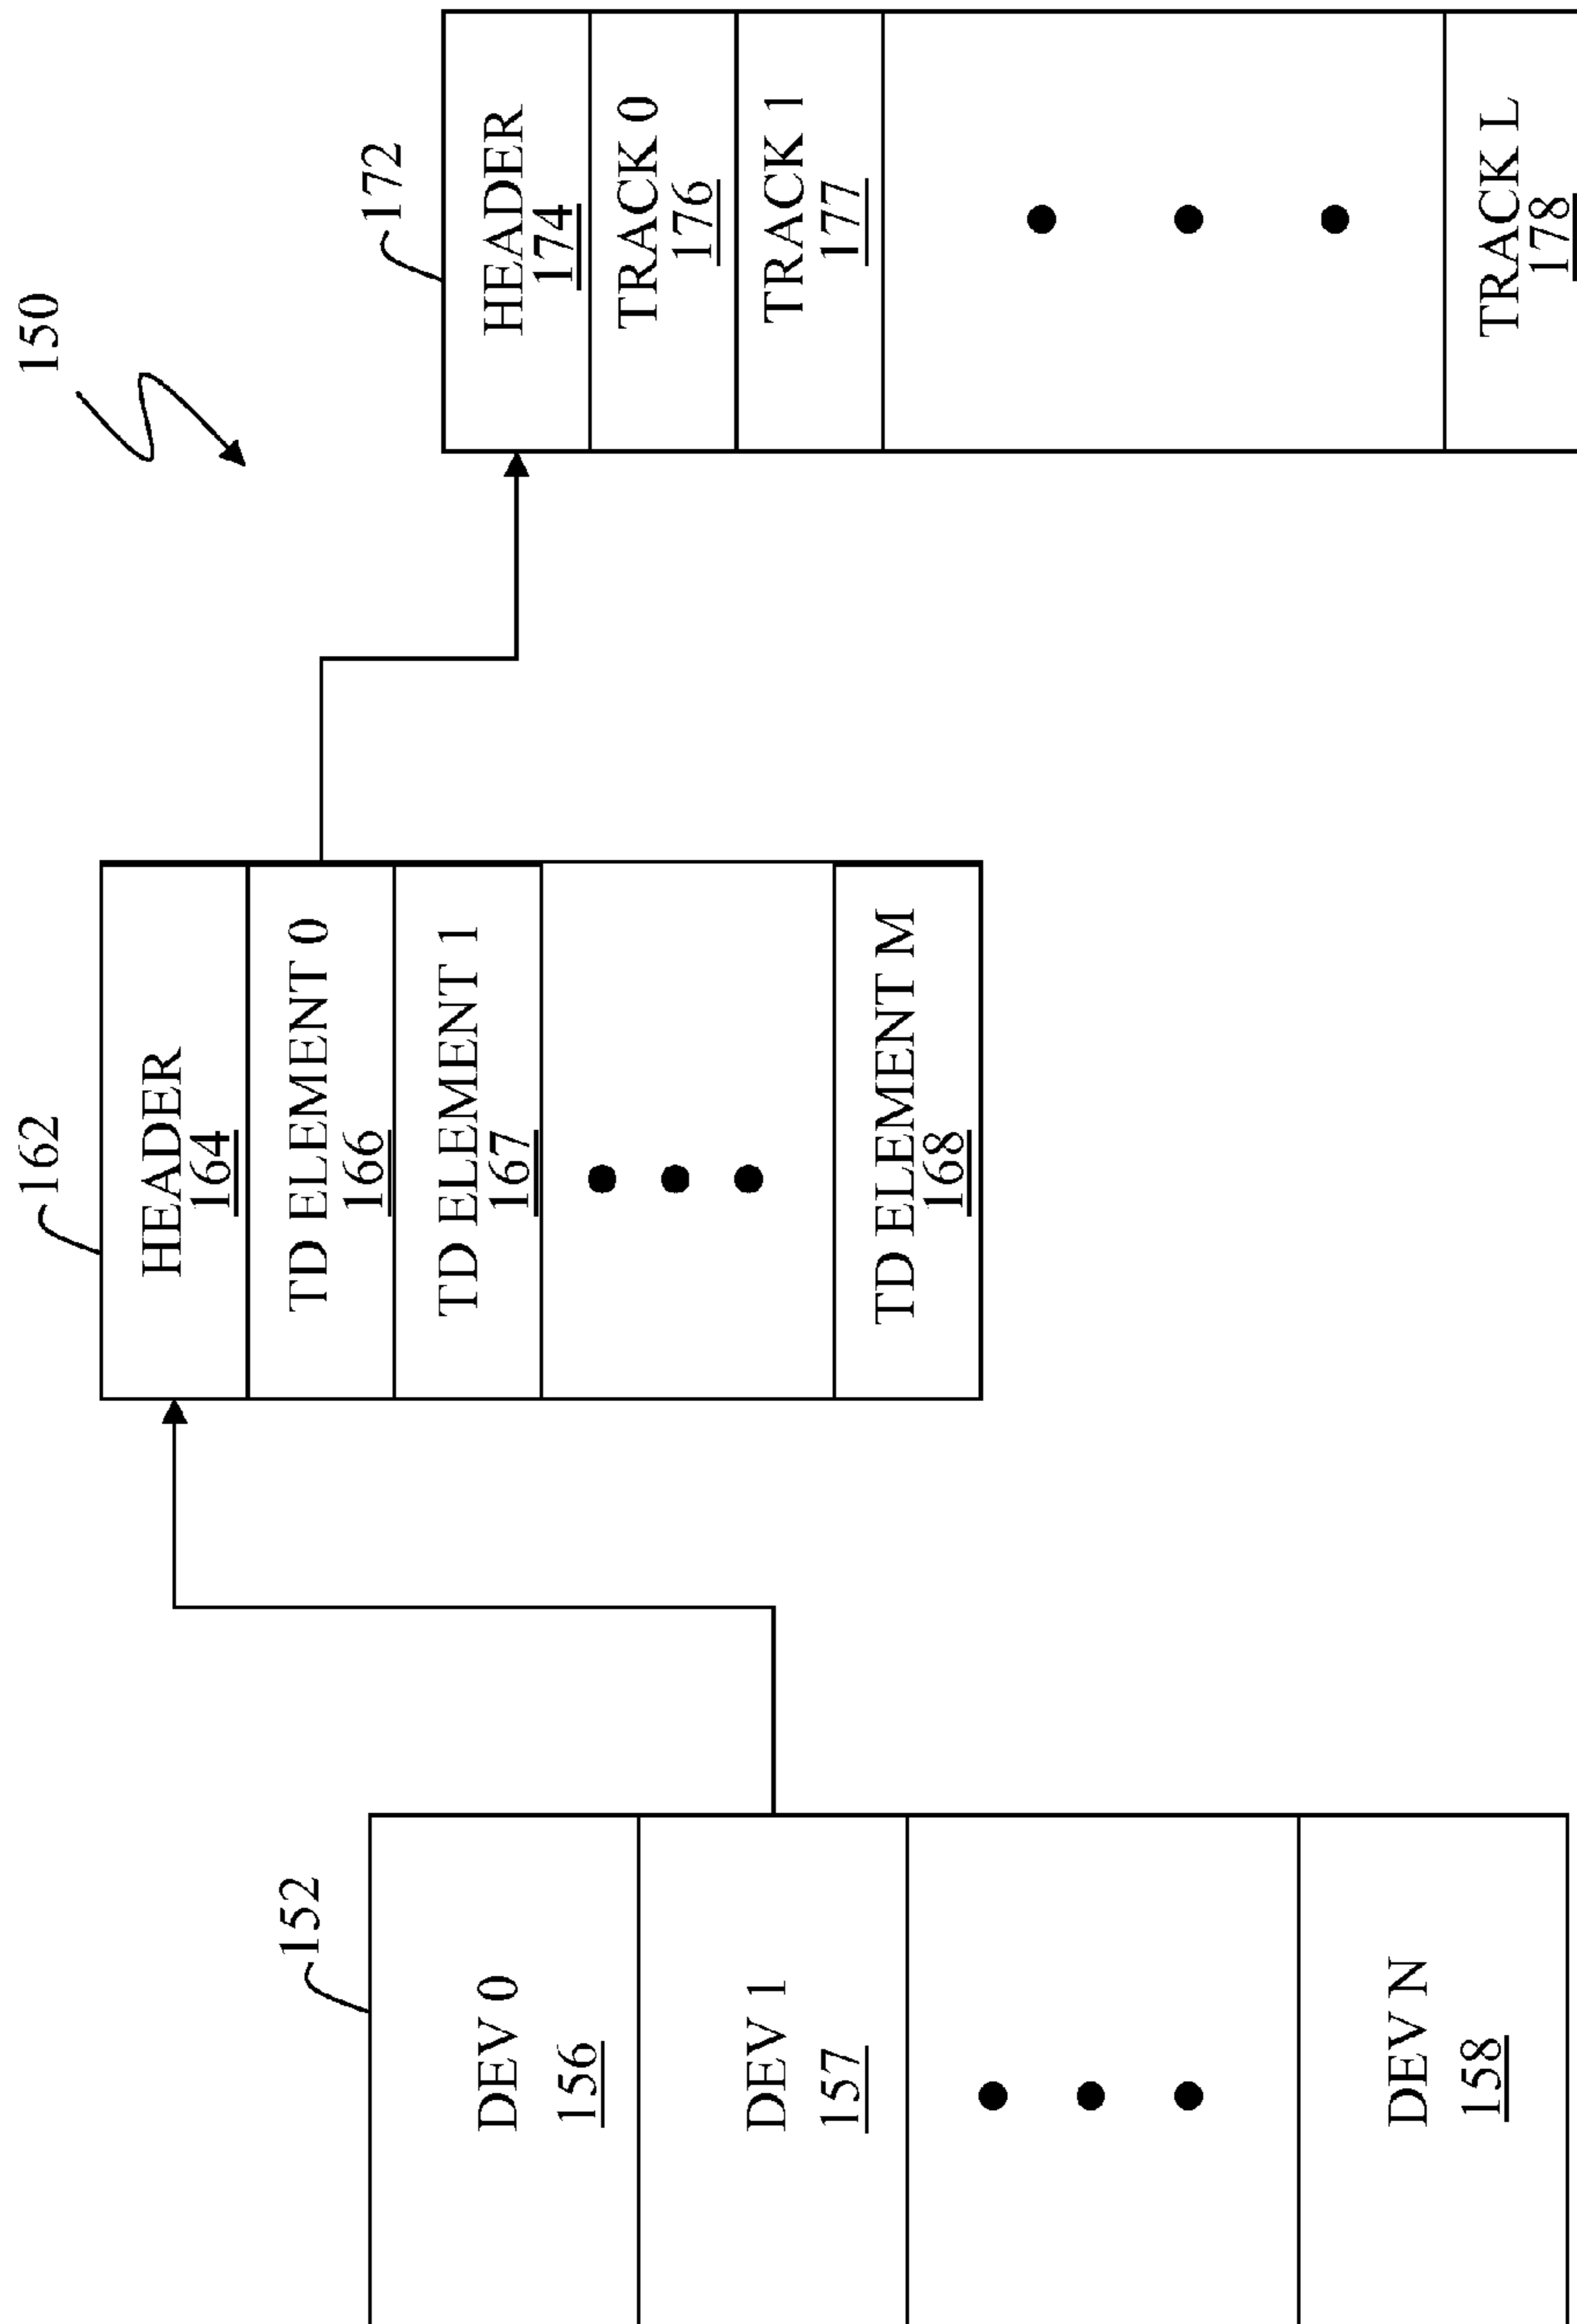 150
152
DEV 0
156
DEV 1
157
DEV N
158
162
HEADER
164
TD ELEMENT 0
166
TD ELEMENT 1
167
TD ELEMENT M
168
172
HEADER
174
TRACK 0
176
TRACK 1
177
TRACK L
178